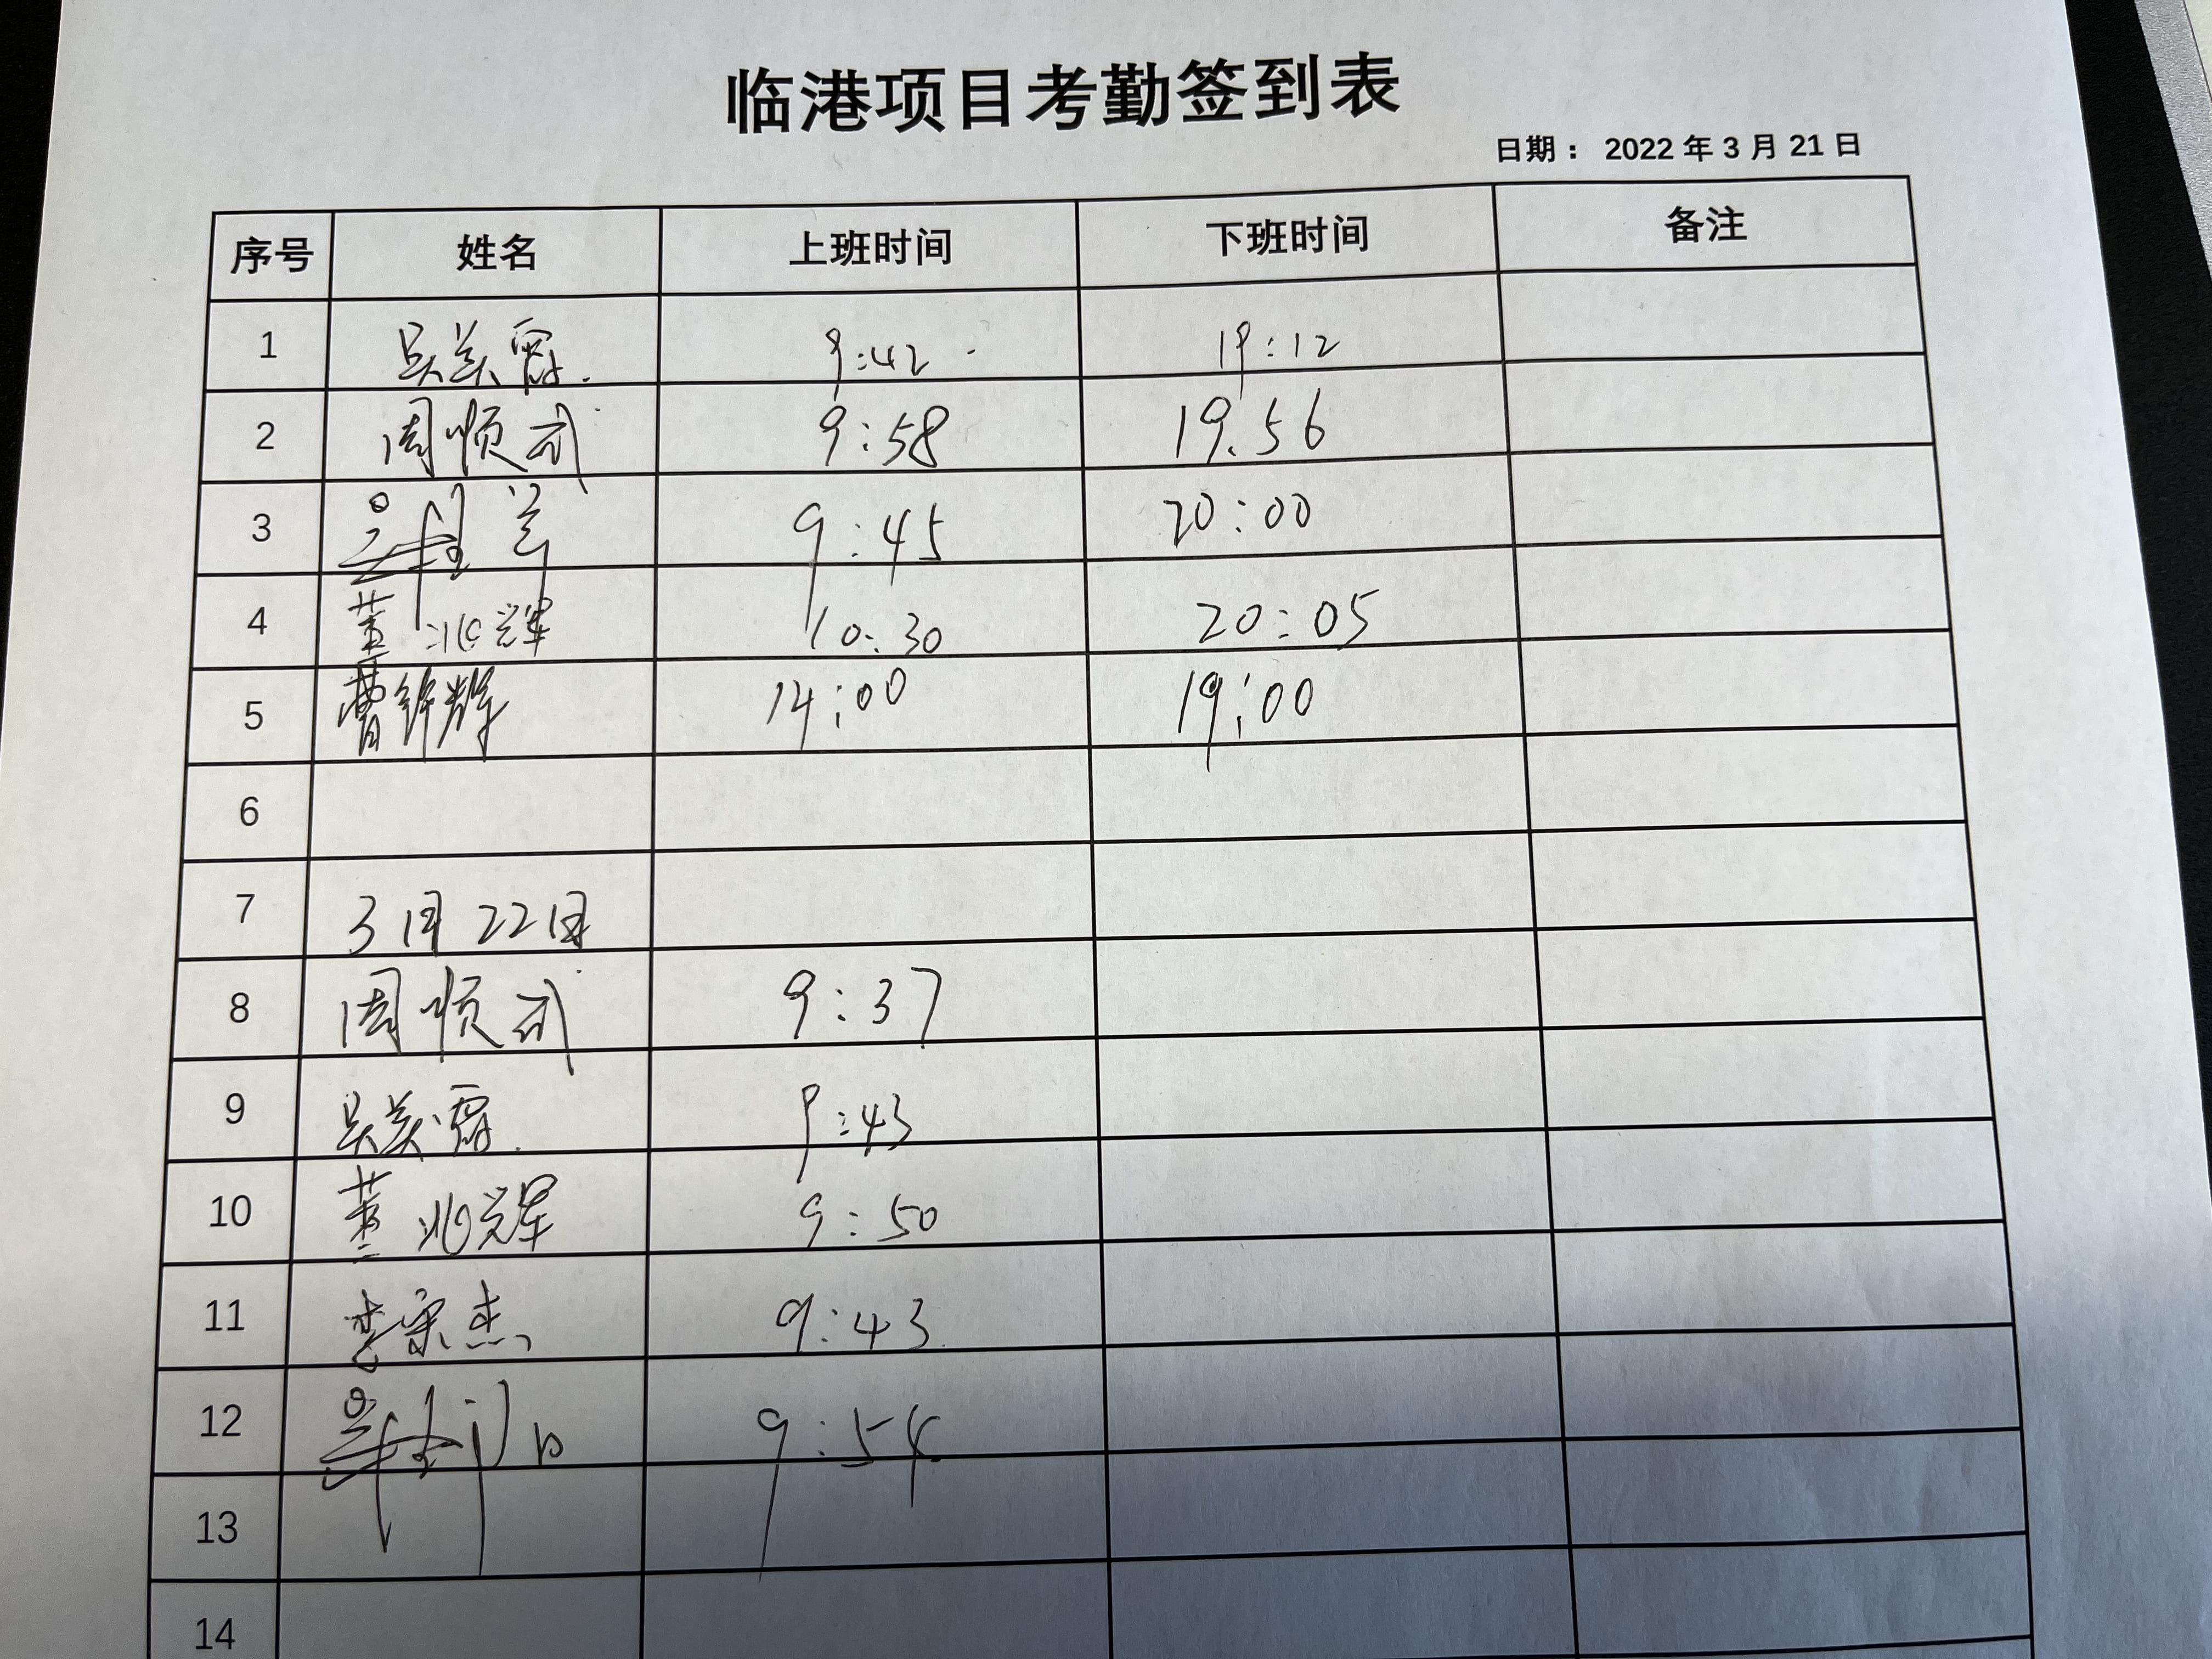 临港项目考勤签到表
日期： 2022 年 3 月 21 日
序号 姓名 上班时间 下班时间 备注
1 吴美霞. 9:42 19:12
2 周顺武 9:58 19.56
3 9:45 20:00
4 董兆辉 10:30 20:05
5 曹锦辉 14:00 19:00
6
7 3月22日
8 周顺武 9:37
9 吴美霞. 9:43
10 董兆辉 9:50
11 李宗杰 9:43
12 9:54
13
14